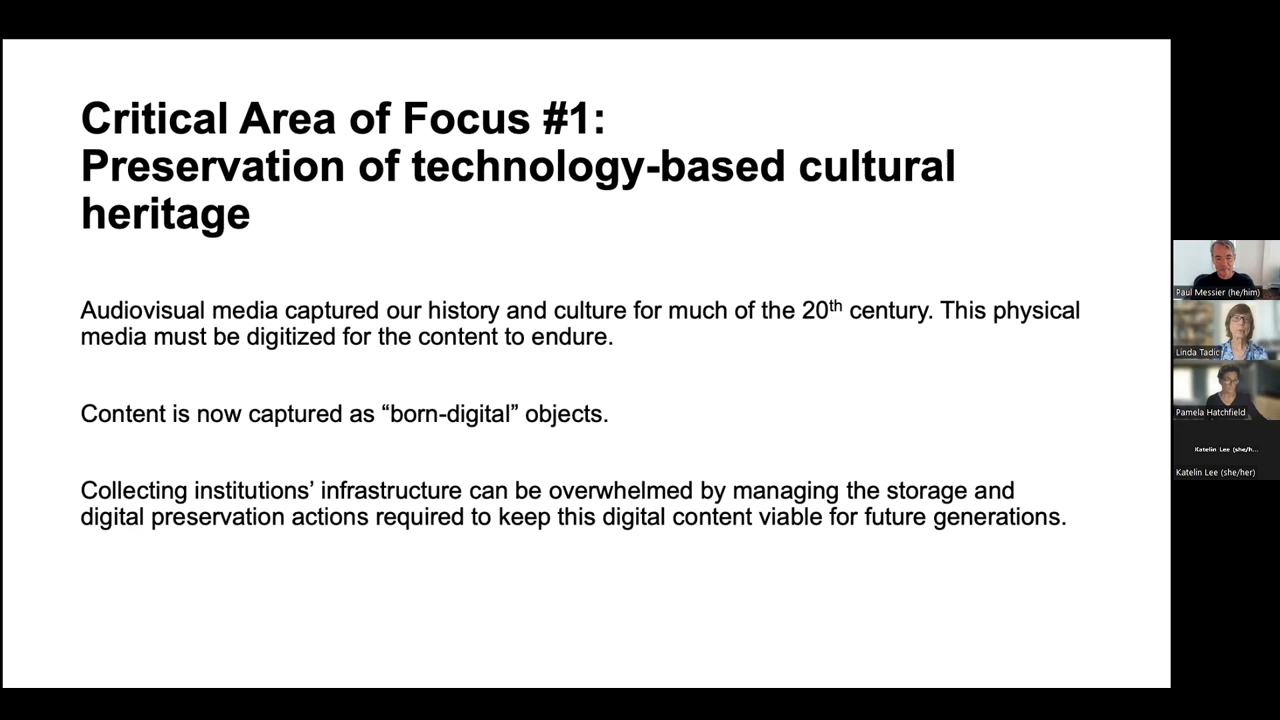 Critical Area of Focus #1:
Preservation of technology-based cultural
heritage
Audiovisual media captured our history and culture for much of the 20th century. This physical
media must be digitized for the content to endure.
Content is now captured as “born-digital” objects.
Collecting institutions’ infrastructure can be overwhelmed by managing the storage and
digital preservation actions required to keep this digital content viable for future generations.
Paul Messier (he/him)
Linda Tadic
Pamela Hatchfield
Katelin Lee (she/h...
Katelin Lee (she/her)